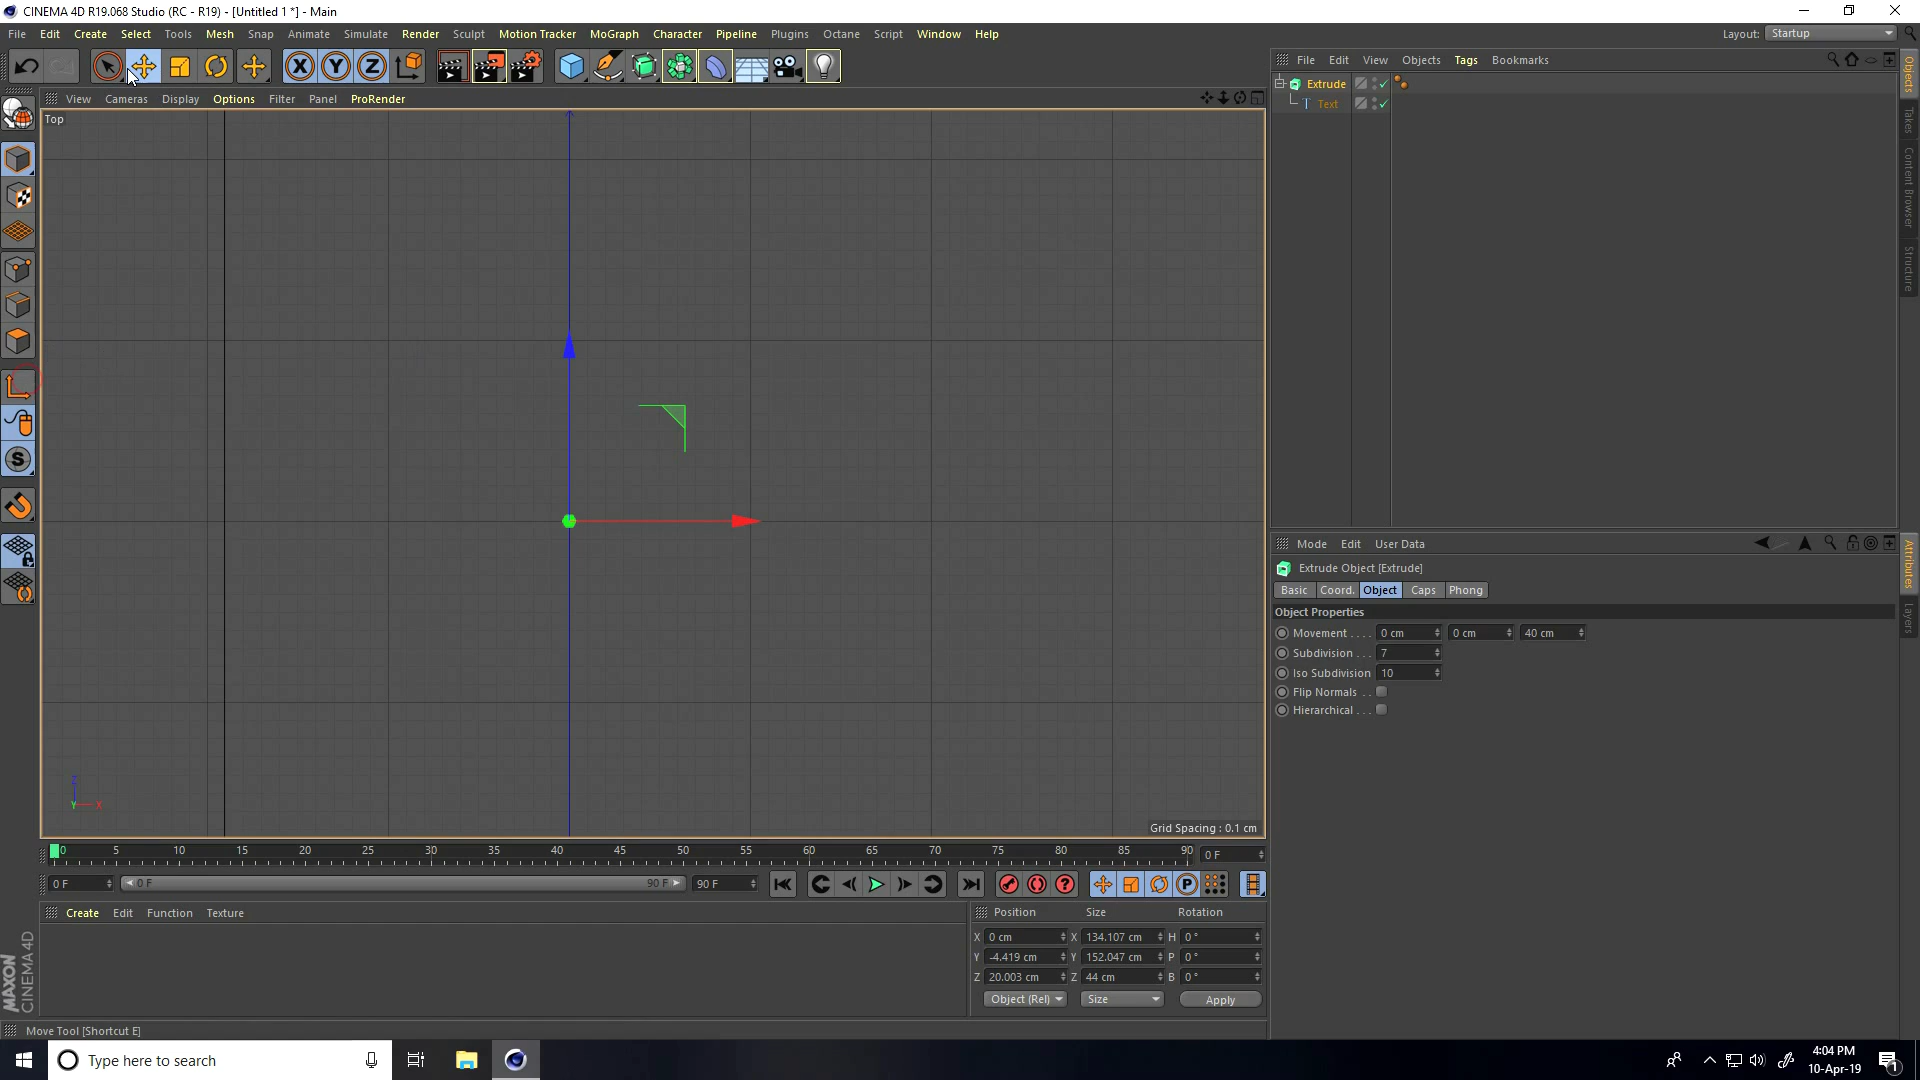 CINEMA 4D R19.068 Studio (RC - R19) - [Untitled 1 *] - Main
File Edit Create Select Tools Mesh Snap Animate Simulate Render Sculpt Motion Tracker MoGraph Character Pipeline Plugins Octane Script Window Help
Layout: Startup
File Edit View Objects Tags Bookmarks
View Cameras Display Options Filter Panel ProRender
Extrude
Text
Top
Objects
Takes
Content Browser
Structure
Mode Edit User Data
Extrude Object [Extrude]
Basic Coord. Object Caps Phong
Object Properties
Movement . . . . 0 cm 0 cm 40 cm
Subdivision . . . 7
Iso Subdivision 10
Flip Normals . .
Hierarchical . . .
Attributes
Layers
Z
Y X
Grid Spacing : 0.1 cm
0 5 10 15 20 25 30 35 40 45 50 55 60 65 70 75 80 85 90 0 F
0 F 0 F 90 F 90 F
Create Edit Function Texture
Position Size Rotation
X 0 cm X 134.107 cm H 0 °
Y -4.419 cm Y 152.047 cm P 0 °
Z 20.003 cm Z 44 cm B 0 °
Object (Rel) Size Apply
MAXON CINEMA 4D
Move Tool [Shortcut E]
Type here to search
4:04 PM
10-Apr-19
1